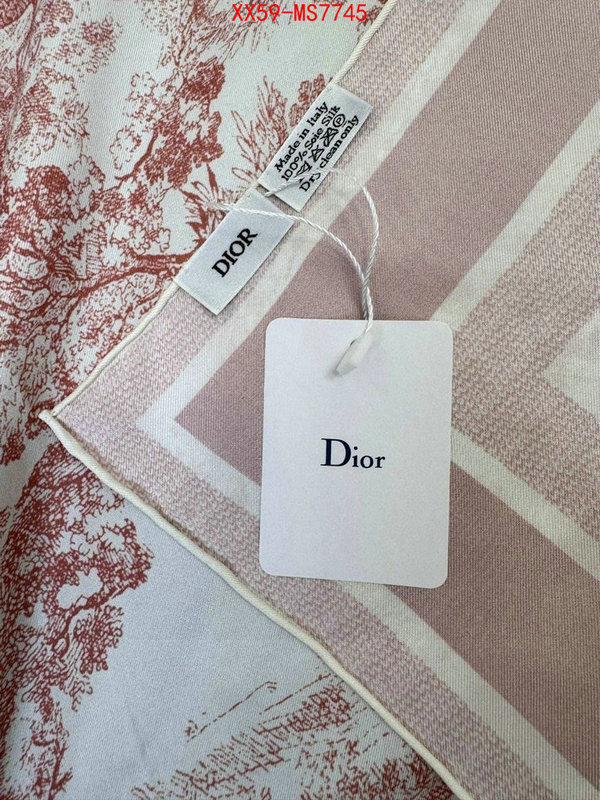 XX59-MS7745
Made in Italy
100% Soie Silk
Dry clean only
DIOR
Dior